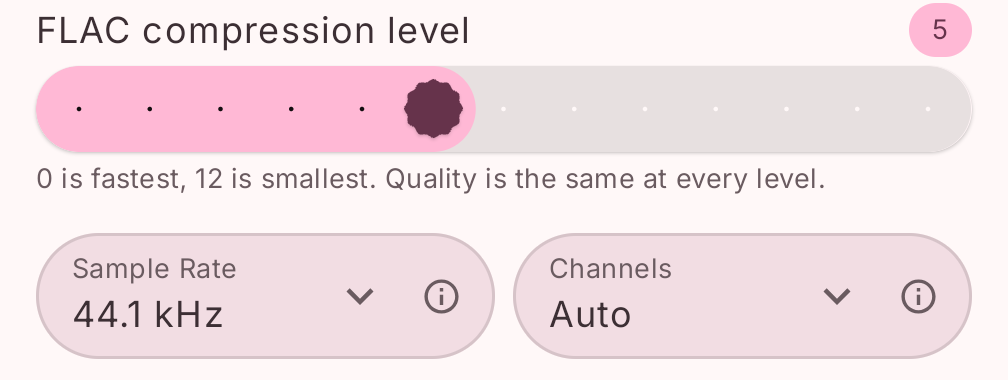 FLAC compression level
5
0 is fastest, 12 is smallest. Quality is the same at every level.
Sample Rate
44.1 kHz
Channels
Auto